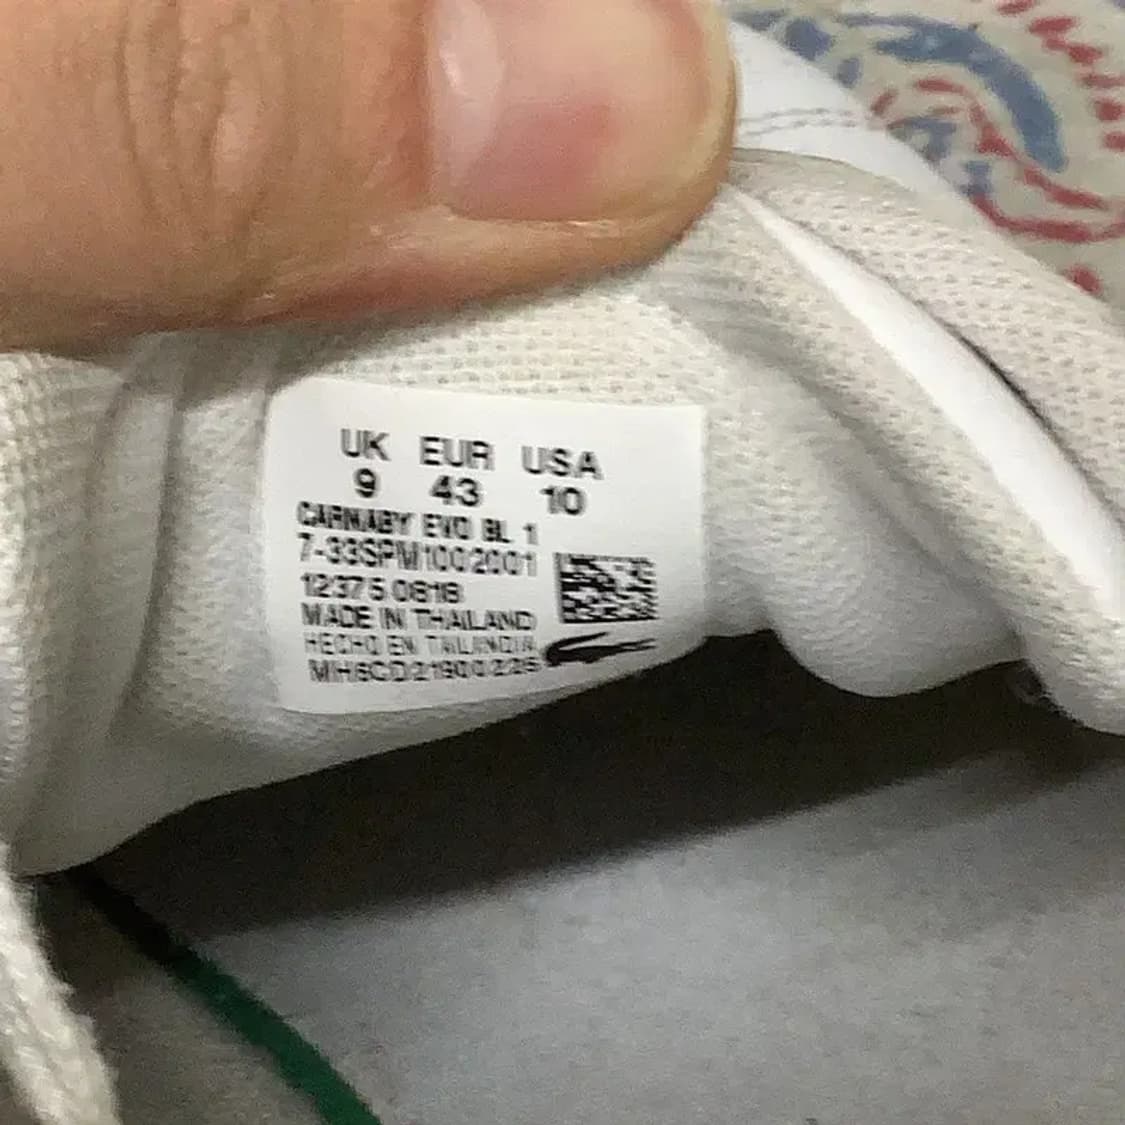 UK EUR USA
9 43 10
CARNABY EVO BL 1
7-33SPM1002001
12375 0818
MADE IN THAILAND
HECHO EN TAILANDIA